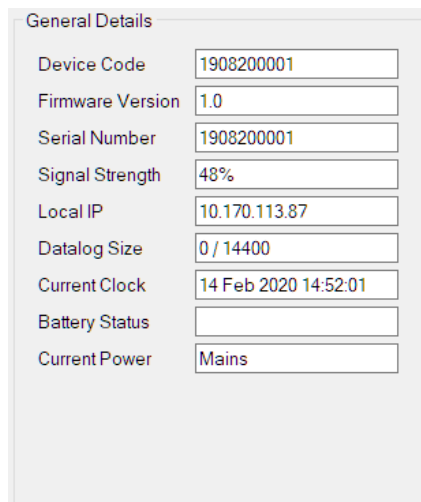 General Details
Device Code 1908200001
Firmware Version 1.0
Serial Number 1908200001
Signal Strength 48%
Local IP 10.170.113.87
Datalog Size 0 / 14400
Current Clock 14 Feb 2020 14:52:01
Battery Status
Current Power Mains